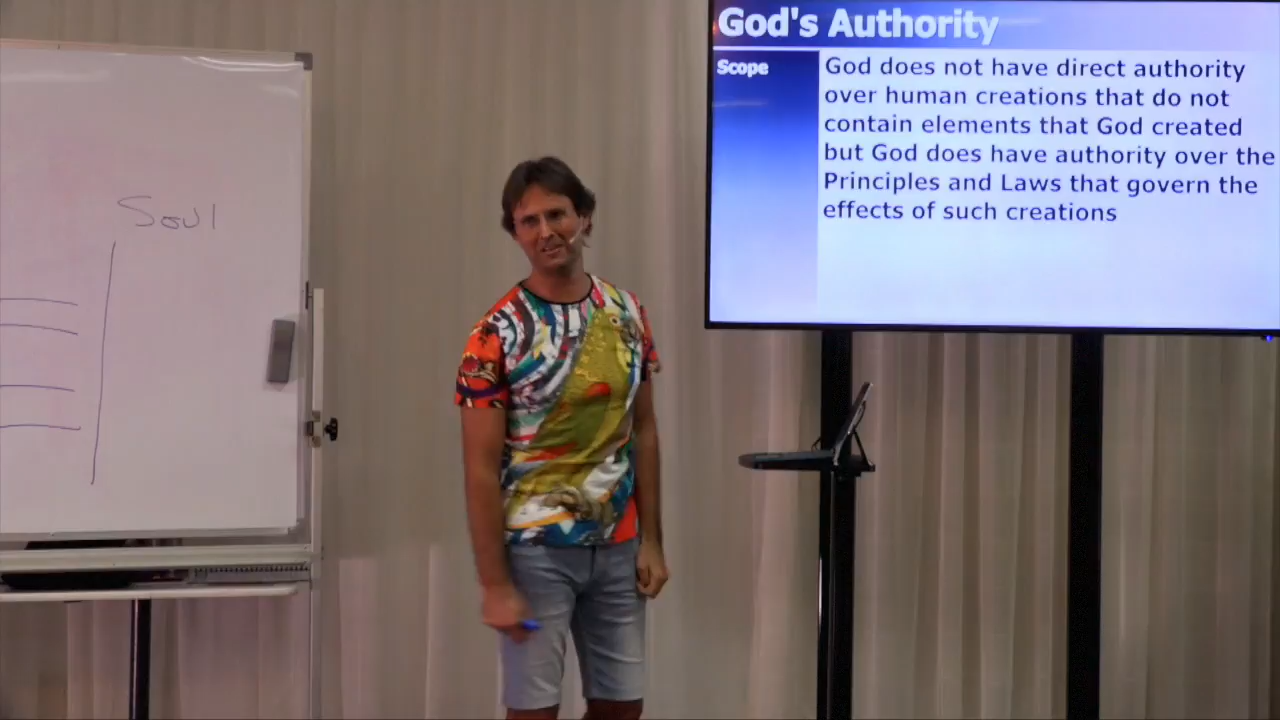 Soul
God's Authority
Scope
God does not have direct authority
over human creations that do not
contain elements that God created
but God does have authority over the
Principles and Laws that govern the
effects of such creations